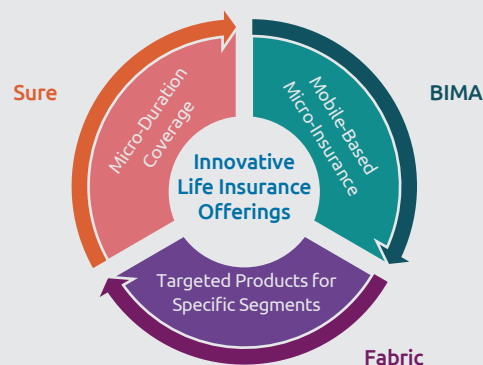 Sure
Micro-Duration
Coverage
BIMA
Mobile-Based
Micro-Insurance
Innovative
Life Insurance
Offerings
Targeted Products for
Specific Segments
Fabric